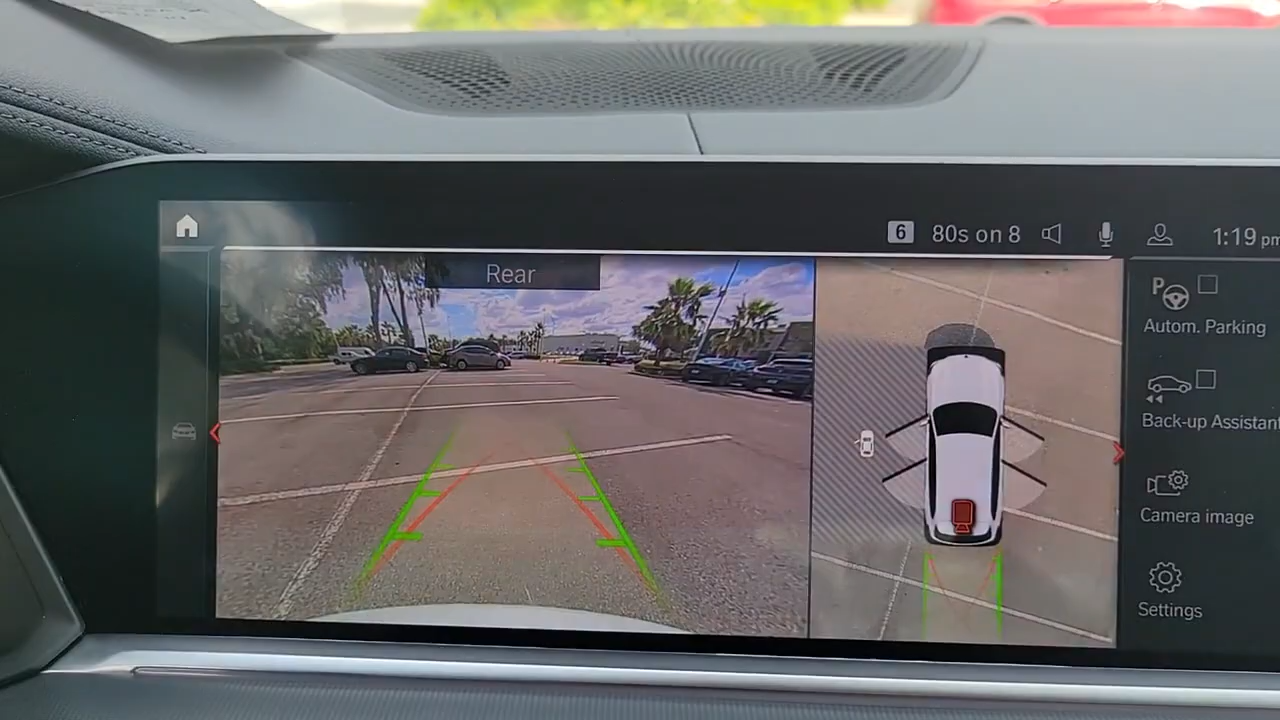 6 80s on 8 1:19 pm
Rear
P
Autom. Parking
Back-up Assistant
Camera image
Settings